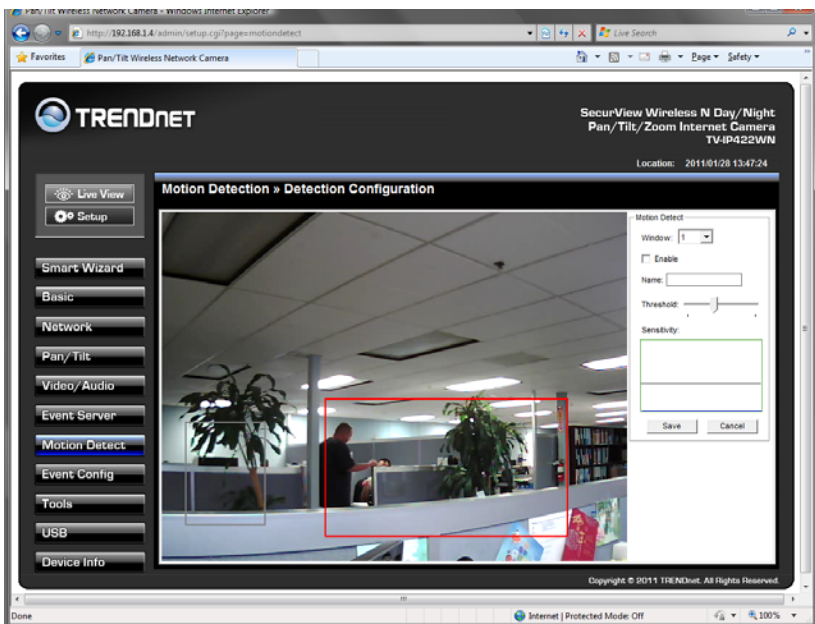 Pan/Tilt Wireless Network Camera - Windows Internet Explorer
http://192.168.1.4/admin/setup.cgi?page=motiondetect
Live Search
Favorites
Pan/Tilt Wireless Network Camera
Page
Safety
TRENDNET
SecurView Wireless N Day/Night
Pan/Tilt/Zoom Internet Camera
TV-IP422WN
Location: 2011/01/28 13:47:24
Live View
Setup
Motion Detection » Detection Configuration
Smart Wizard
Basic
Network
Pan/Tilt
Video/Audio
Event Server
Motion Detect
Event Config
Tools
USB
Device Info
Motion Detect
Window: 1
Enable
Name:
Threshold:
Sensitivity:
Save
Cancel
Copyright © 2011 TRENDnet. All Rights Reserved.
Done
Internet | Protected Mode: Off
100%